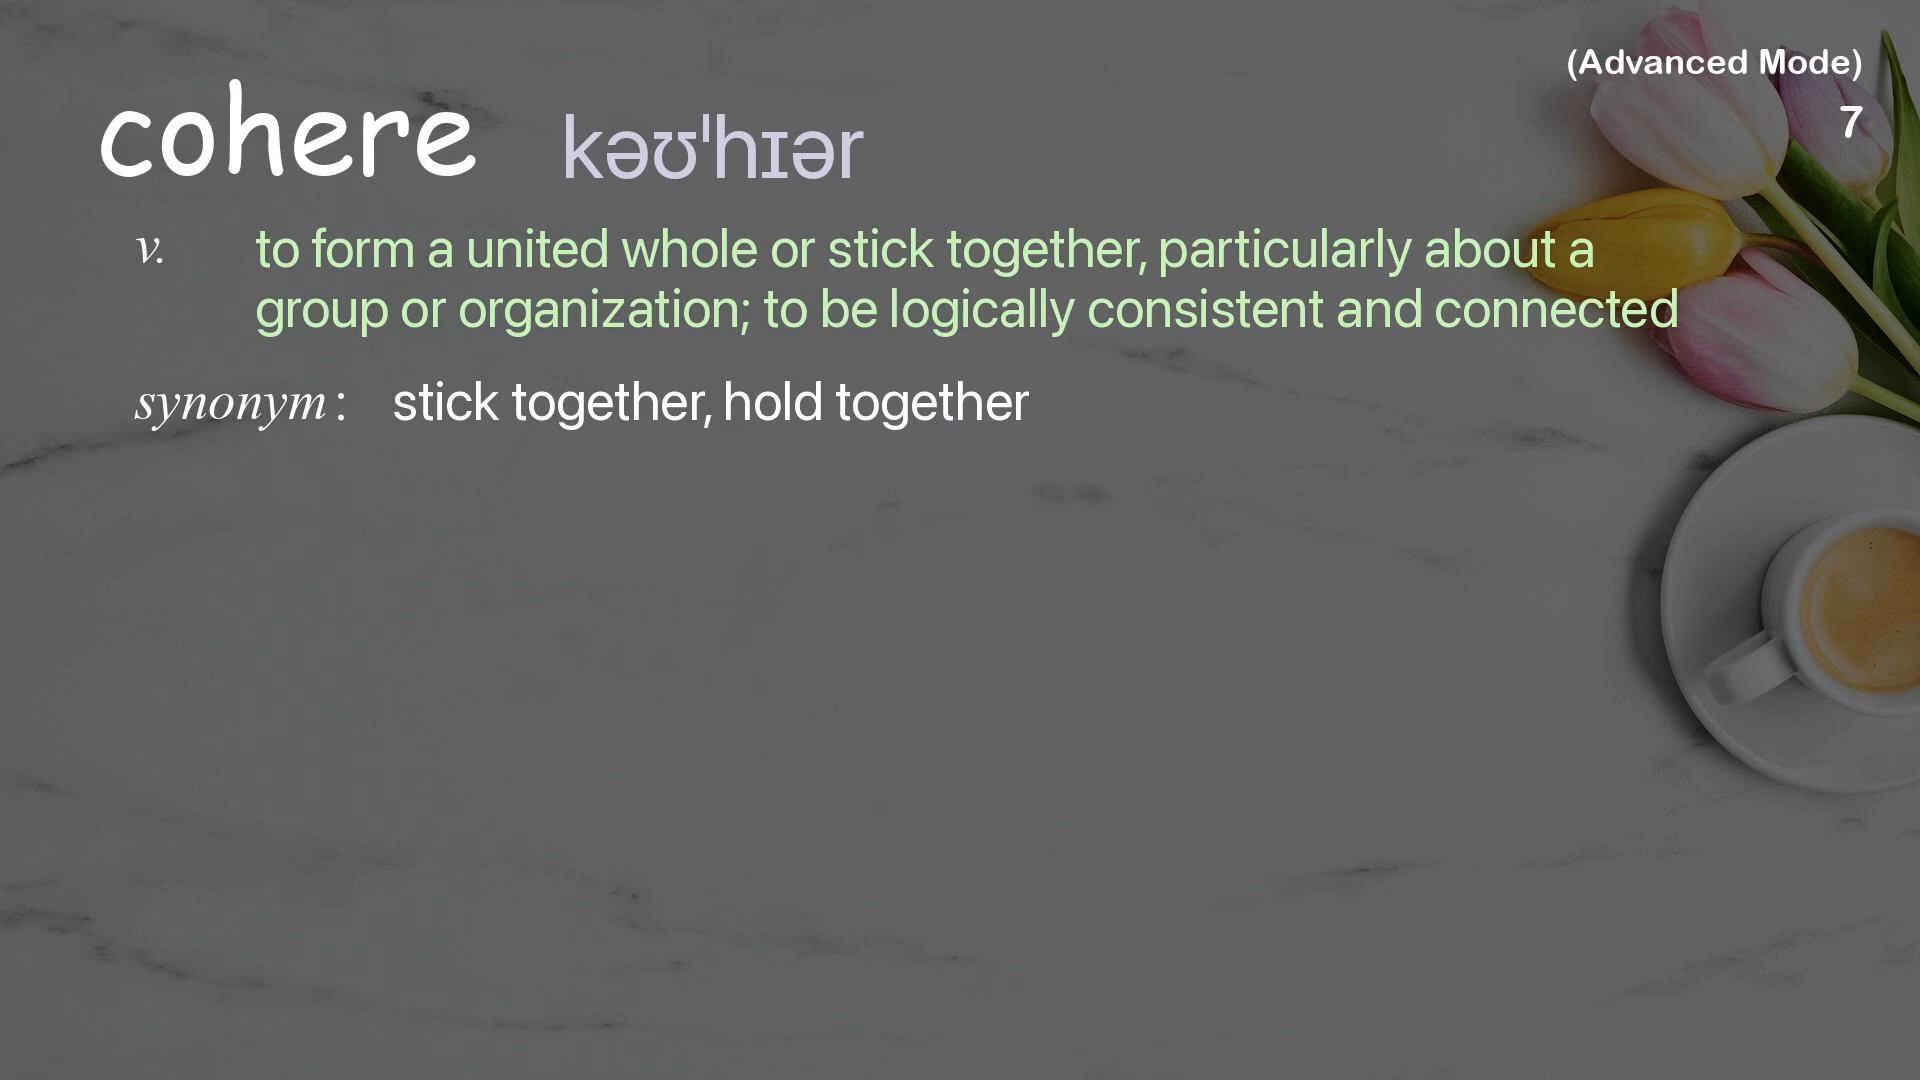 (Advanced Mode)
7
cohere kəʊˈhɪər
v. to form a united whole or stick together, particularly about a
group or organization; to be logically consistent and connected
synonym : stick together, hold together